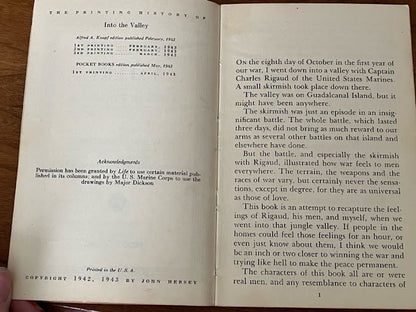 THE PRINTING HISTORY OF
Into the Valley
Alfred A. Knopf edition published February, 1943
1ST PRINTING .... FEBRUARY, 1943
2ND PRINTING .... FEBRUARY, 1943
3RD PRINTING
POCKET BOOKS edition published May, 1943
1ST PRINTING ........ APRIL, 1943
Acknowledgments
Permission has been granted by Life to use certain material pub-
lished in its columns; and by the U. S. Marine Corps to use the
drawings by Major Dickson
Printed in the U. S. A.
COPYRIGHT 1942, 1943 BY JOHN HERSEY
ON the eighth day of October in the first year of
our war, I went down into a valley with Captain
Charles Rigaud of the United States Marines.
A small skirmish took place down there.
The valley was on Guadalcanal Island, but it
might have been anywhere.
The skirmish was just an episode in an insig-
nificant battle. The whole battle, which lasted
three days, did not bring as much reward to our
arms as several other battles on that island and
elsewhere have done.
But the battle, and especially the skirmish
with Rigaud, illustrated how war feels to men
everywhere. The terrain, the weapons and the
races of war vary, but certainly never the sensa-
tions, except in degree, for they are as universal
as those of love.
This book is an attempt to recapture the feel-
ings of Rigaud, his men, and myself, when we
went into that jungle valley. If people in the
homes could feel those feelings for an hour, or
even just know about them, I think we would
be an inch or two closer to winning the war and
trying like hell to make the peace permanent.
The characters of this book all are or were
real men, and any resemblance to characters of
1